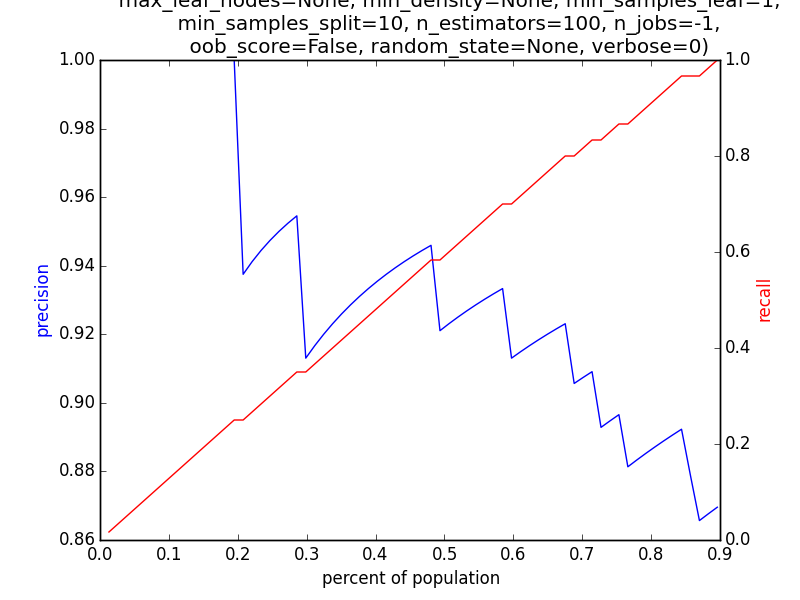 max_leaf_nodes=None, min_density=None, min_samples_leaf=1,
min_samples_split=10, n_estimators=100, n_jobs=-1,
oob_score=False, random_state=None, verbose=0)
1.00
0.98
0.96
0.94
0.92
0.90
0.88
0.86
precision
1.0
0.8
0.6
0.4
0.2
0.0
recall
0.0 0.1 0.2 0.3 0.4 0.5 0.6 0.7 0.8 0.9
percent of population